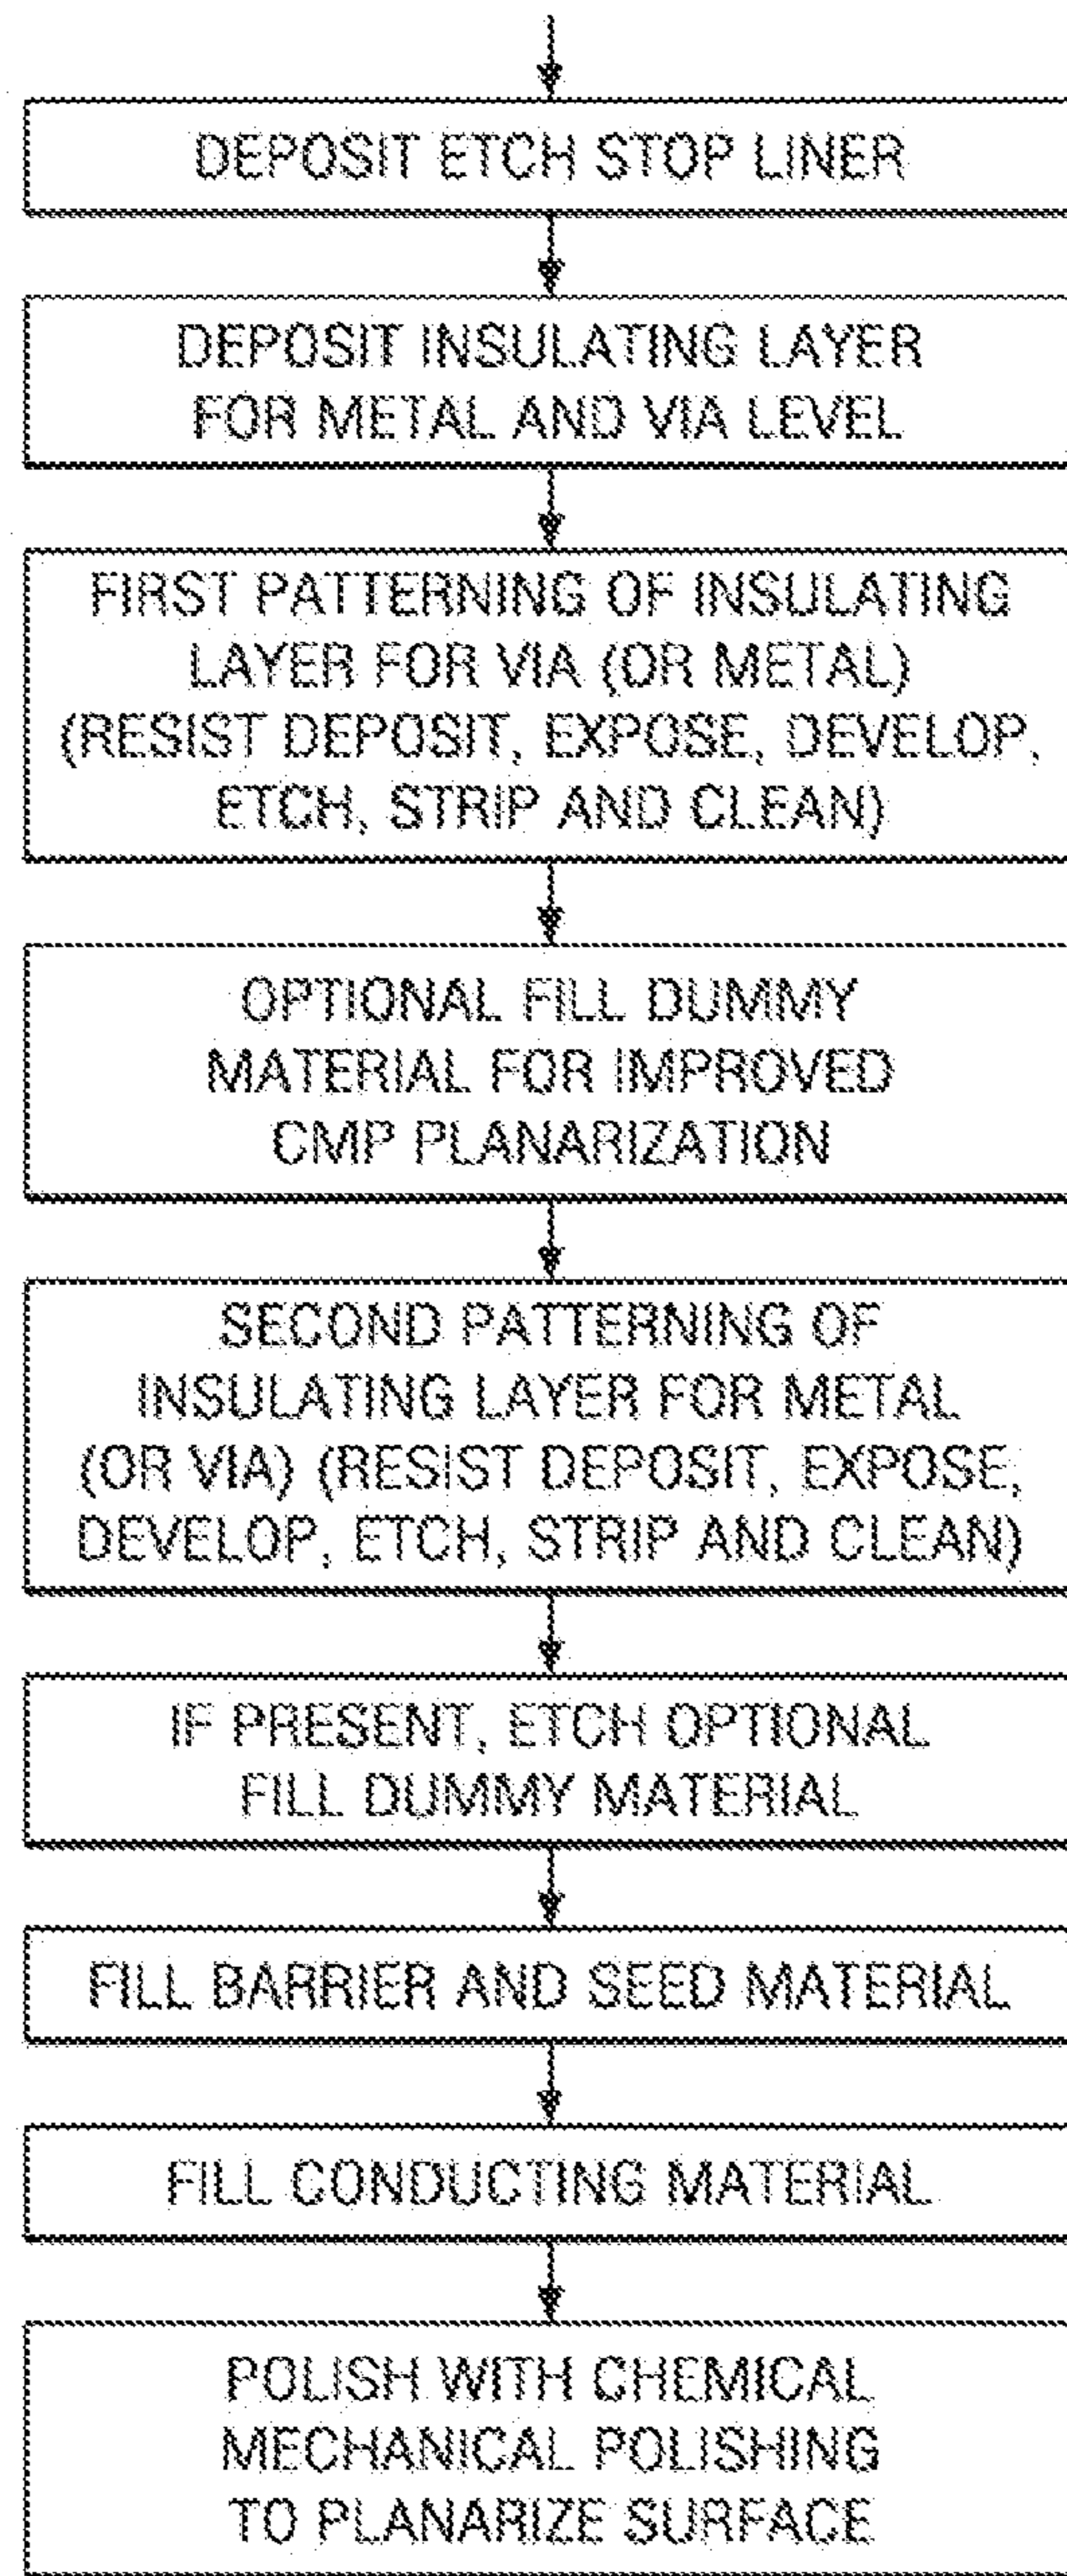 DEPOSIT ETCH STOP LINER
DEPOSIT INSULATING LAYER
FOR METAL AND VIA LEVEL
FIRST PATTERNING OF INSULATING
LAYER FOR VIA (OR METAL)
(RESIST DEPOSIT, EXPOSE, DEVELOP,
ETCH, STRIP AND CLEAN)
OPTIONAL FILL DUMMY
MATERIAL FOR IMPROVED
CMP PLANARIZATION
SECOND PATTERNING OF
INSULATING LAYER FOR METAL
(OR VIA) (RESIST DEPOSIT, EXPOSE,
DEVELOP, ETCH, STRIP AND CLEAN)
IF PRESENT, ETCH OPTIONAL
FILL DUMMY MATERIAL
FILL BARRIER AND SEED MATERIAL
FILL CONDUCTING MATERIAL
POLISH WITH CHEMICAL
MECHANICAL POLISHING
TO PLANARIZE SURFACE